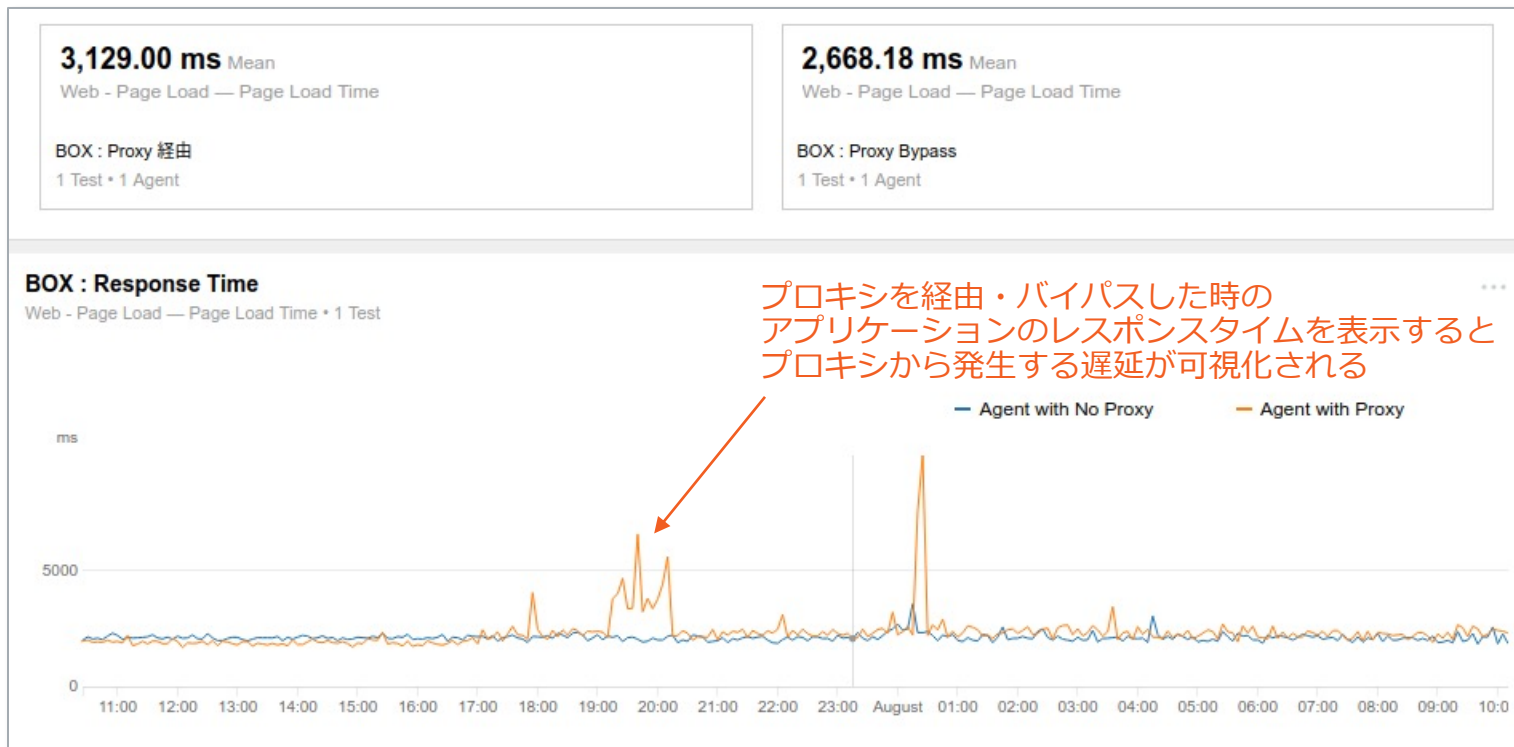 3,129.00 ms Mean
Web - Page Load — Page Load Time
BOX : Proxy 経由
1 Test • 1 Agent
2,668.18 ms Mean
Web - Page Load — Page Load Time
BOX : Proxy Bypass
1 Test • 1 Agent
BOX : Response Time
Web - Page Load — Page Load Time • 1 Test
プロキシを経由・バイパスした時の
アプリケーションのレスポンスタイムを表示すると
プロキシから発生する遅延が可視化される
Agent with No Proxy
Agent with Proxy
ms
5000
0
11:00 12:00 13:00 14:00 15:00 16:00 17:00 18:00 19:00 20:00 21:00 22:00 23:00 August 01:00 02:00 03:00 04:00 05:00 06:00 07:00 08:00 09:00 10:0